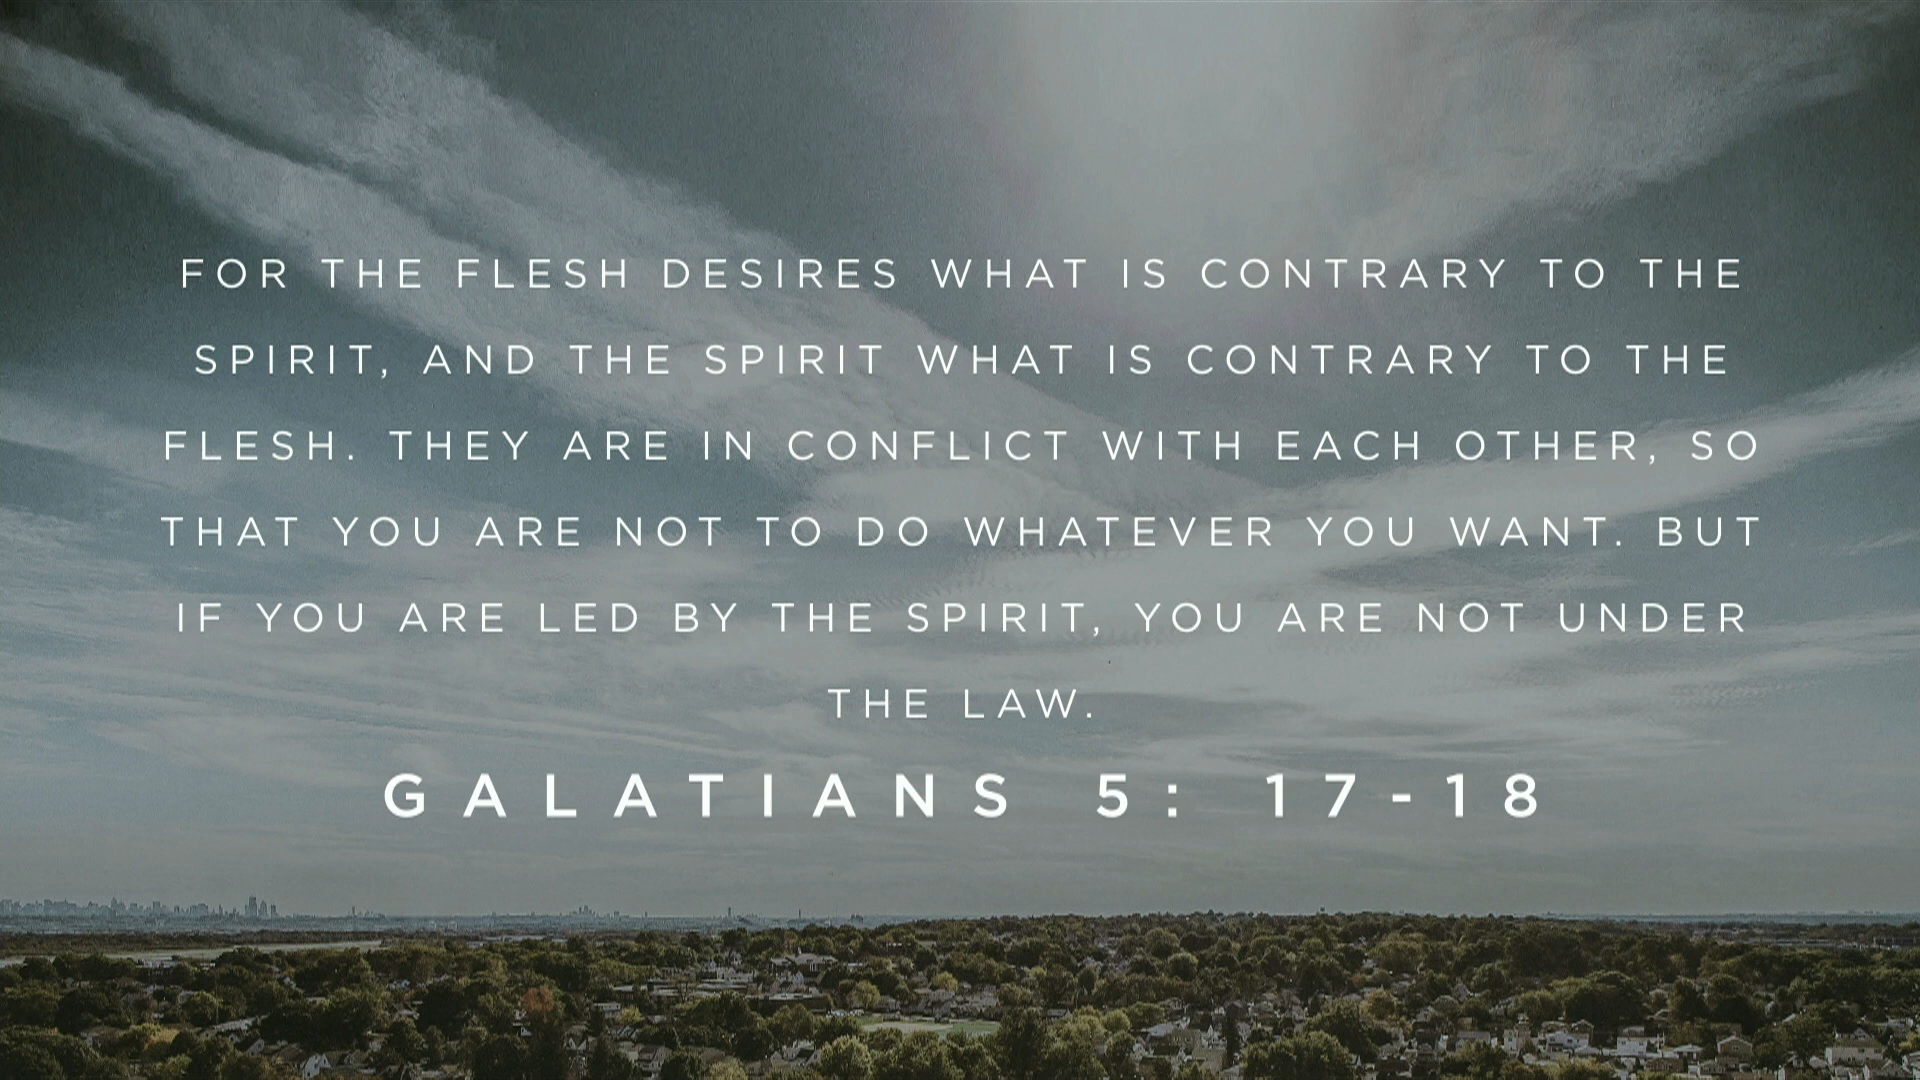 FOR THE FLESH DESIRES WHAT IS CONTRARY TO THE
SPIRIT, AND THE SPIRIT WHAT IS CONTRARY TO THE
FLESH. THEY ARE IN CONFLICT WITH EACH OTHER, SO
THAT YOU ARE NOT TO DO WHATEVER YOU WANT. BUT
IF YOU ARE LED BY THE SPIRIT, YOU ARE NOT UNDER
THE LAW.
GALATIANS 5: 17-18